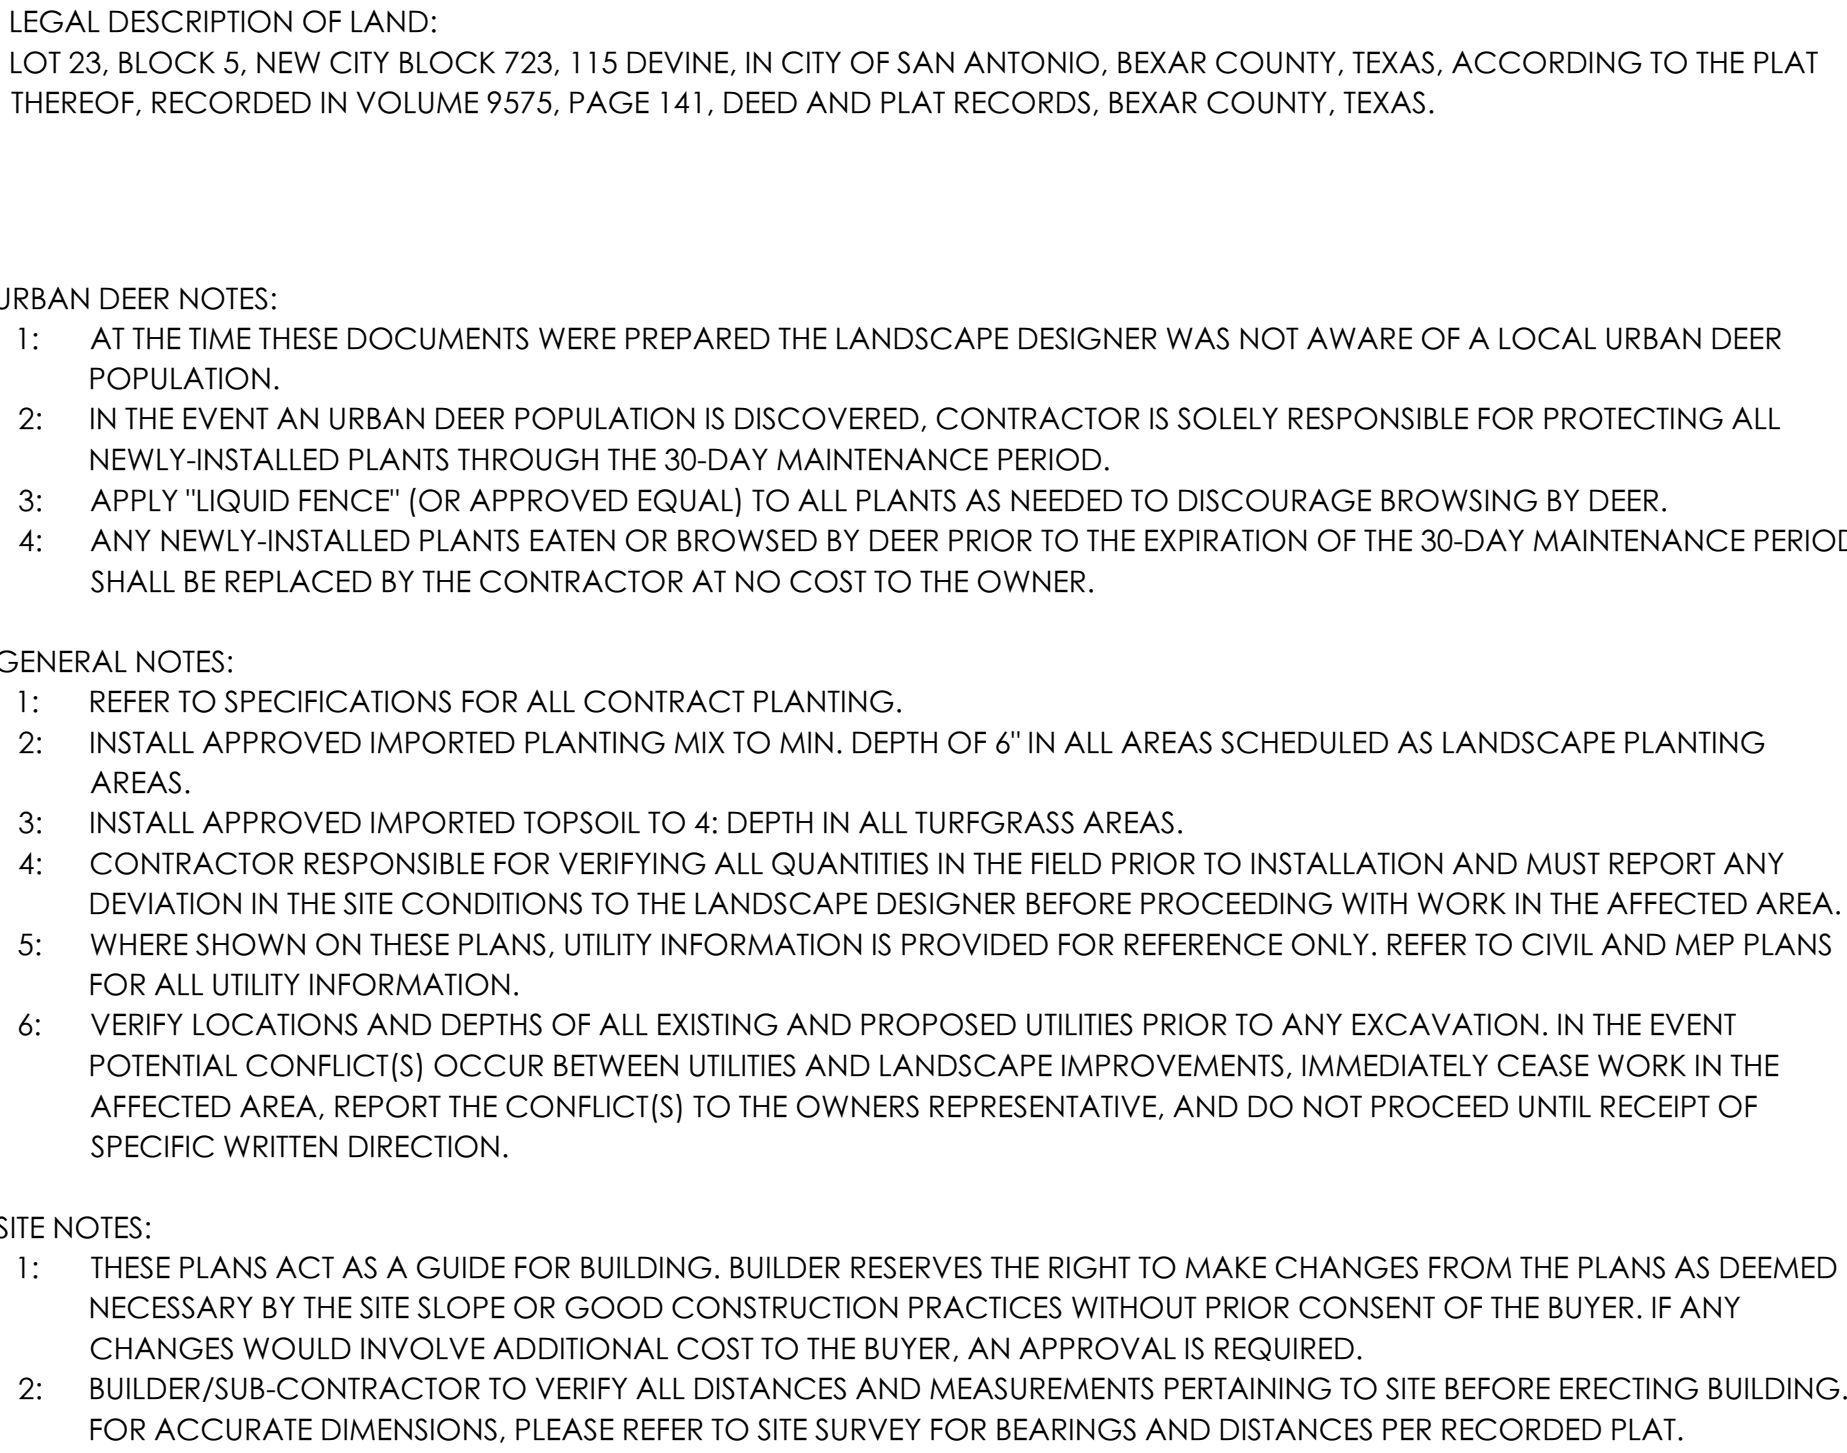 LEGAL DESCRIPTION OF LAND:
LOT 23, BLOCK 5, NEW CITY BLOCK 723, 115 DEVINE, IN CITY OF SAN ANTONIO, BEXAR COUNTY, TEXAS, ACCORDING TO THE PLAT
THEREOF, RECORDED IN VOLUME 9575, PAGE 141, DEED AND PLAT RECORDS, BEXAR COUNTY, TEXAS.
URBAN DEER NOTES:
1: AT THE TIME THESE DOCUMENTS WERE PREPARED THE LANDSCAPE DESIGNER WAS NOT AWARE OF A LOCAL URBAN DEER
POPULATION.
2: IN THE EVENT AN URBAN DEER POPULATION IS DISCOVERED, CONTRACTOR IS SOLELY RESPONSIBLE FOR PROTECTING ALL
NEWLY-INSTALLED PLANTS THROUGH THE 30-DAY MAINTENANCE PERIOD.
3: APPLY "LIQUID FENCE" (OR APPROVED EQUAL) TO ALL PLANTS AS NEEDED TO DISCOURAGE BROWSING BY DEER.
4: ANY NEWLY-INSTALLED PLANTS EATEN OR BROWSED BY DEER PRIOR TO THE EXPIRATION OF THE 30-DAY MAINTENANCE PERIOD
SHALL BE REPLACED BY THE CONTRACTOR AT NO COST TO THE OWNER.
GENERAL NOTES:
1: REFER TO SPECIFICATIONS FOR ALL CONTRACT PLANTING.
2: INSTALL APPROVED IMPORTED PLANTING MIX TO MIN. DEPTH OF 6" IN ALL AREAS SCHEDULED AS LANDSCAPE PLANTING
AREAS.
3: INSTALL APPROVED IMPORTED TOPSOIL TO 4: DEPTH IN ALL TURFGRASS AREAS.
4: CONTRACTOR RESPONSIBLE FOR VERIFYING ALL QUANTITIES IN THE FIELD PRIOR TO INSTALLATION AND MUST REPORT ANY
DEVIATION IN THE SITE CONDITIONS TO THE LANDSCAPE DESIGNER BEFORE PROCEEDING WITH WORK IN THE AFFECTED AREA.
5: WHERE SHOWN ON THESE PLANS, UTILITY INFORMATION IS PROVIDED FOR REFERENCE ONLY. REFER TO CIVIL AND MEP PLANS
FOR ALL UTILITY INFORMATION.
6: VERIFY LOCATIONS AND DEPTHS OF ALL EXISTING AND PROPOSED UTILITIES PRIOR TO ANY EXCAVATION. IN THE EVENT
POTENTIAL CONFLICT(S) OCCUR BETWEEN UTILITIES AND LANDSCAPE IMPROVEMENTS, IMMEDIATELY CEASE WORK IN THE
AFFECTED AREA, REPORT THE CONFLICT(S) TO THE OWNERS REPRESENTATIVE, AND DO NOT PROCEED UNTIL RECEIPT OF
SPECIFIC WRITTEN DIRECTION.
SITE NOTES:
1: THESE PLANS ACT AS A GUIDE FOR BUILDING. BUILDER RESERVES THE RIGHT TO MAKE CHANGES FROM THE PLANS AS DEEMED
NECESSARY BY THE SITE SLOPE OR GOOD CONSTRUCTION PRACTICES WITHOUT PRIOR CONSENT OF THE BUYER. IF ANY
CHANGES WOULD INVOLVE ADDITIONAL COST TO THE BUYER, AN APPROVAL IS REQUIRED.
2: BUILDER/SUB-CONTRACTOR TO VERIFY ALL DISTANCES AND MEASUREMENTS PERTAINING TO SITE BEFORE ERECTING BUILDING.
FOR ACCURATE DIMENSIONS, PLEASE REFER TO SITE SURVEY FOR BEARINGS AND DISTANCES PER RECORDED PLAT.